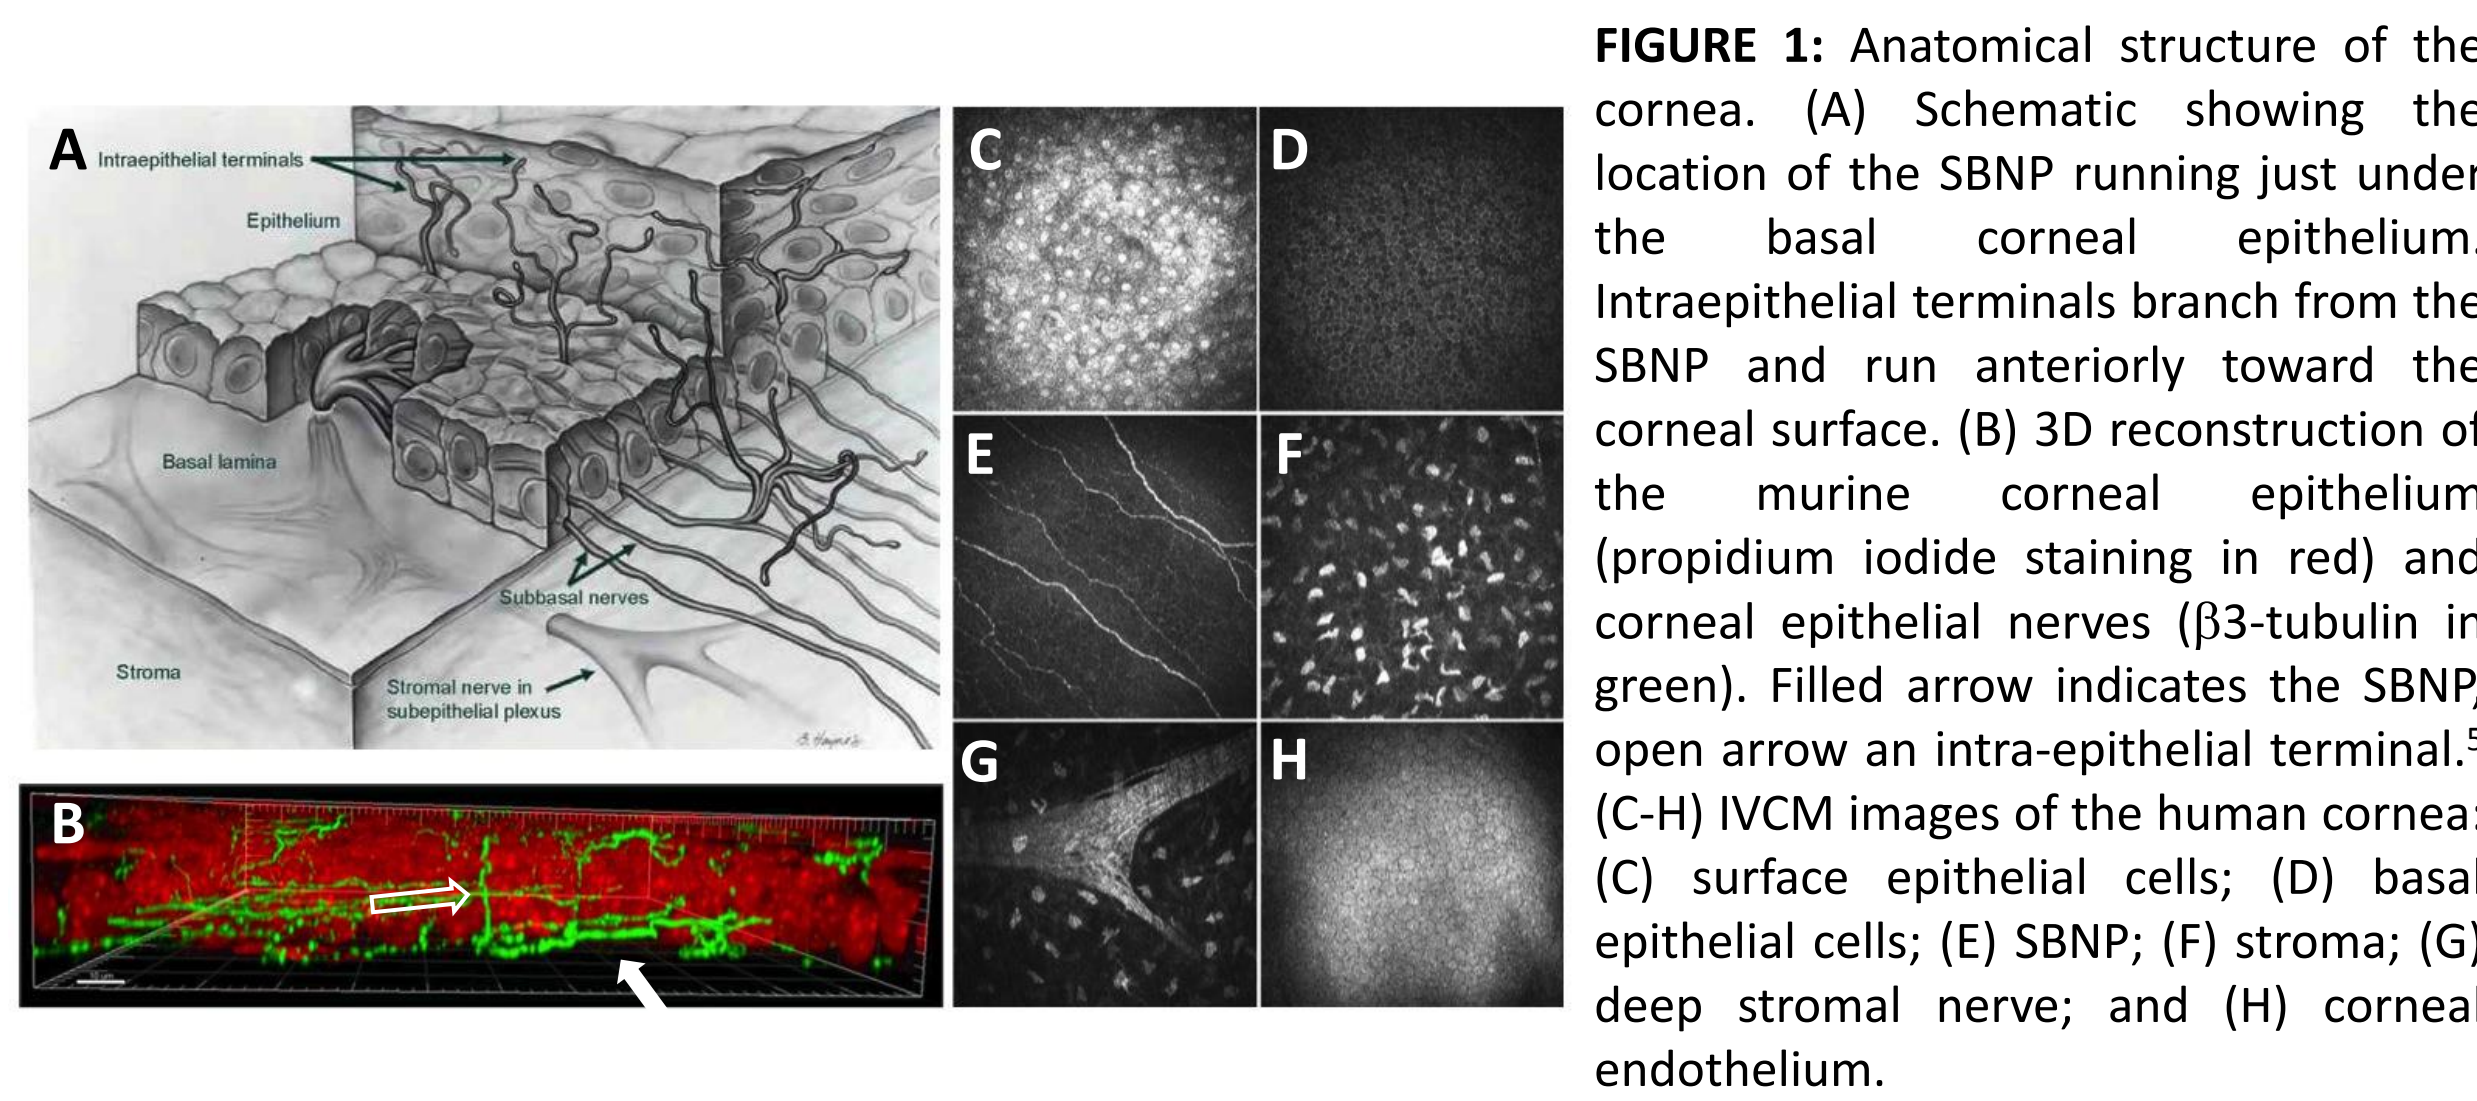 A
Intraepithelial terminals
Epithelium
Basal lamina
Subbasal nerves
Stroma
Stromal nerve in
subepithelial plexus
B
10 um
C
D
E
F
G
H
FIGURE 1: Anatomical structure of the
cornea. (A) Schematic showing the
location of the SBNP running just under
the basal corneal epithelium.
Intraepithelial terminals branch from the
SBNP and run anteriorly toward the
corneal surface. (B) 3D reconstruction of
the murine corneal epithelium
(propidium iodide staining in red) and
corneal epithelial nerves (β3-tubulin in
green). Filled arrow indicates the SBNP,
open arrow an intra-epithelial terminal.⁵
(C-H) IVCM images of the human cornea:
(C) surface epithelial cells; (D) basal
epithelial cells; (E) SBNP; (F) stroma; (G)
deep stromal nerve; and (H) corneal
endothelium.